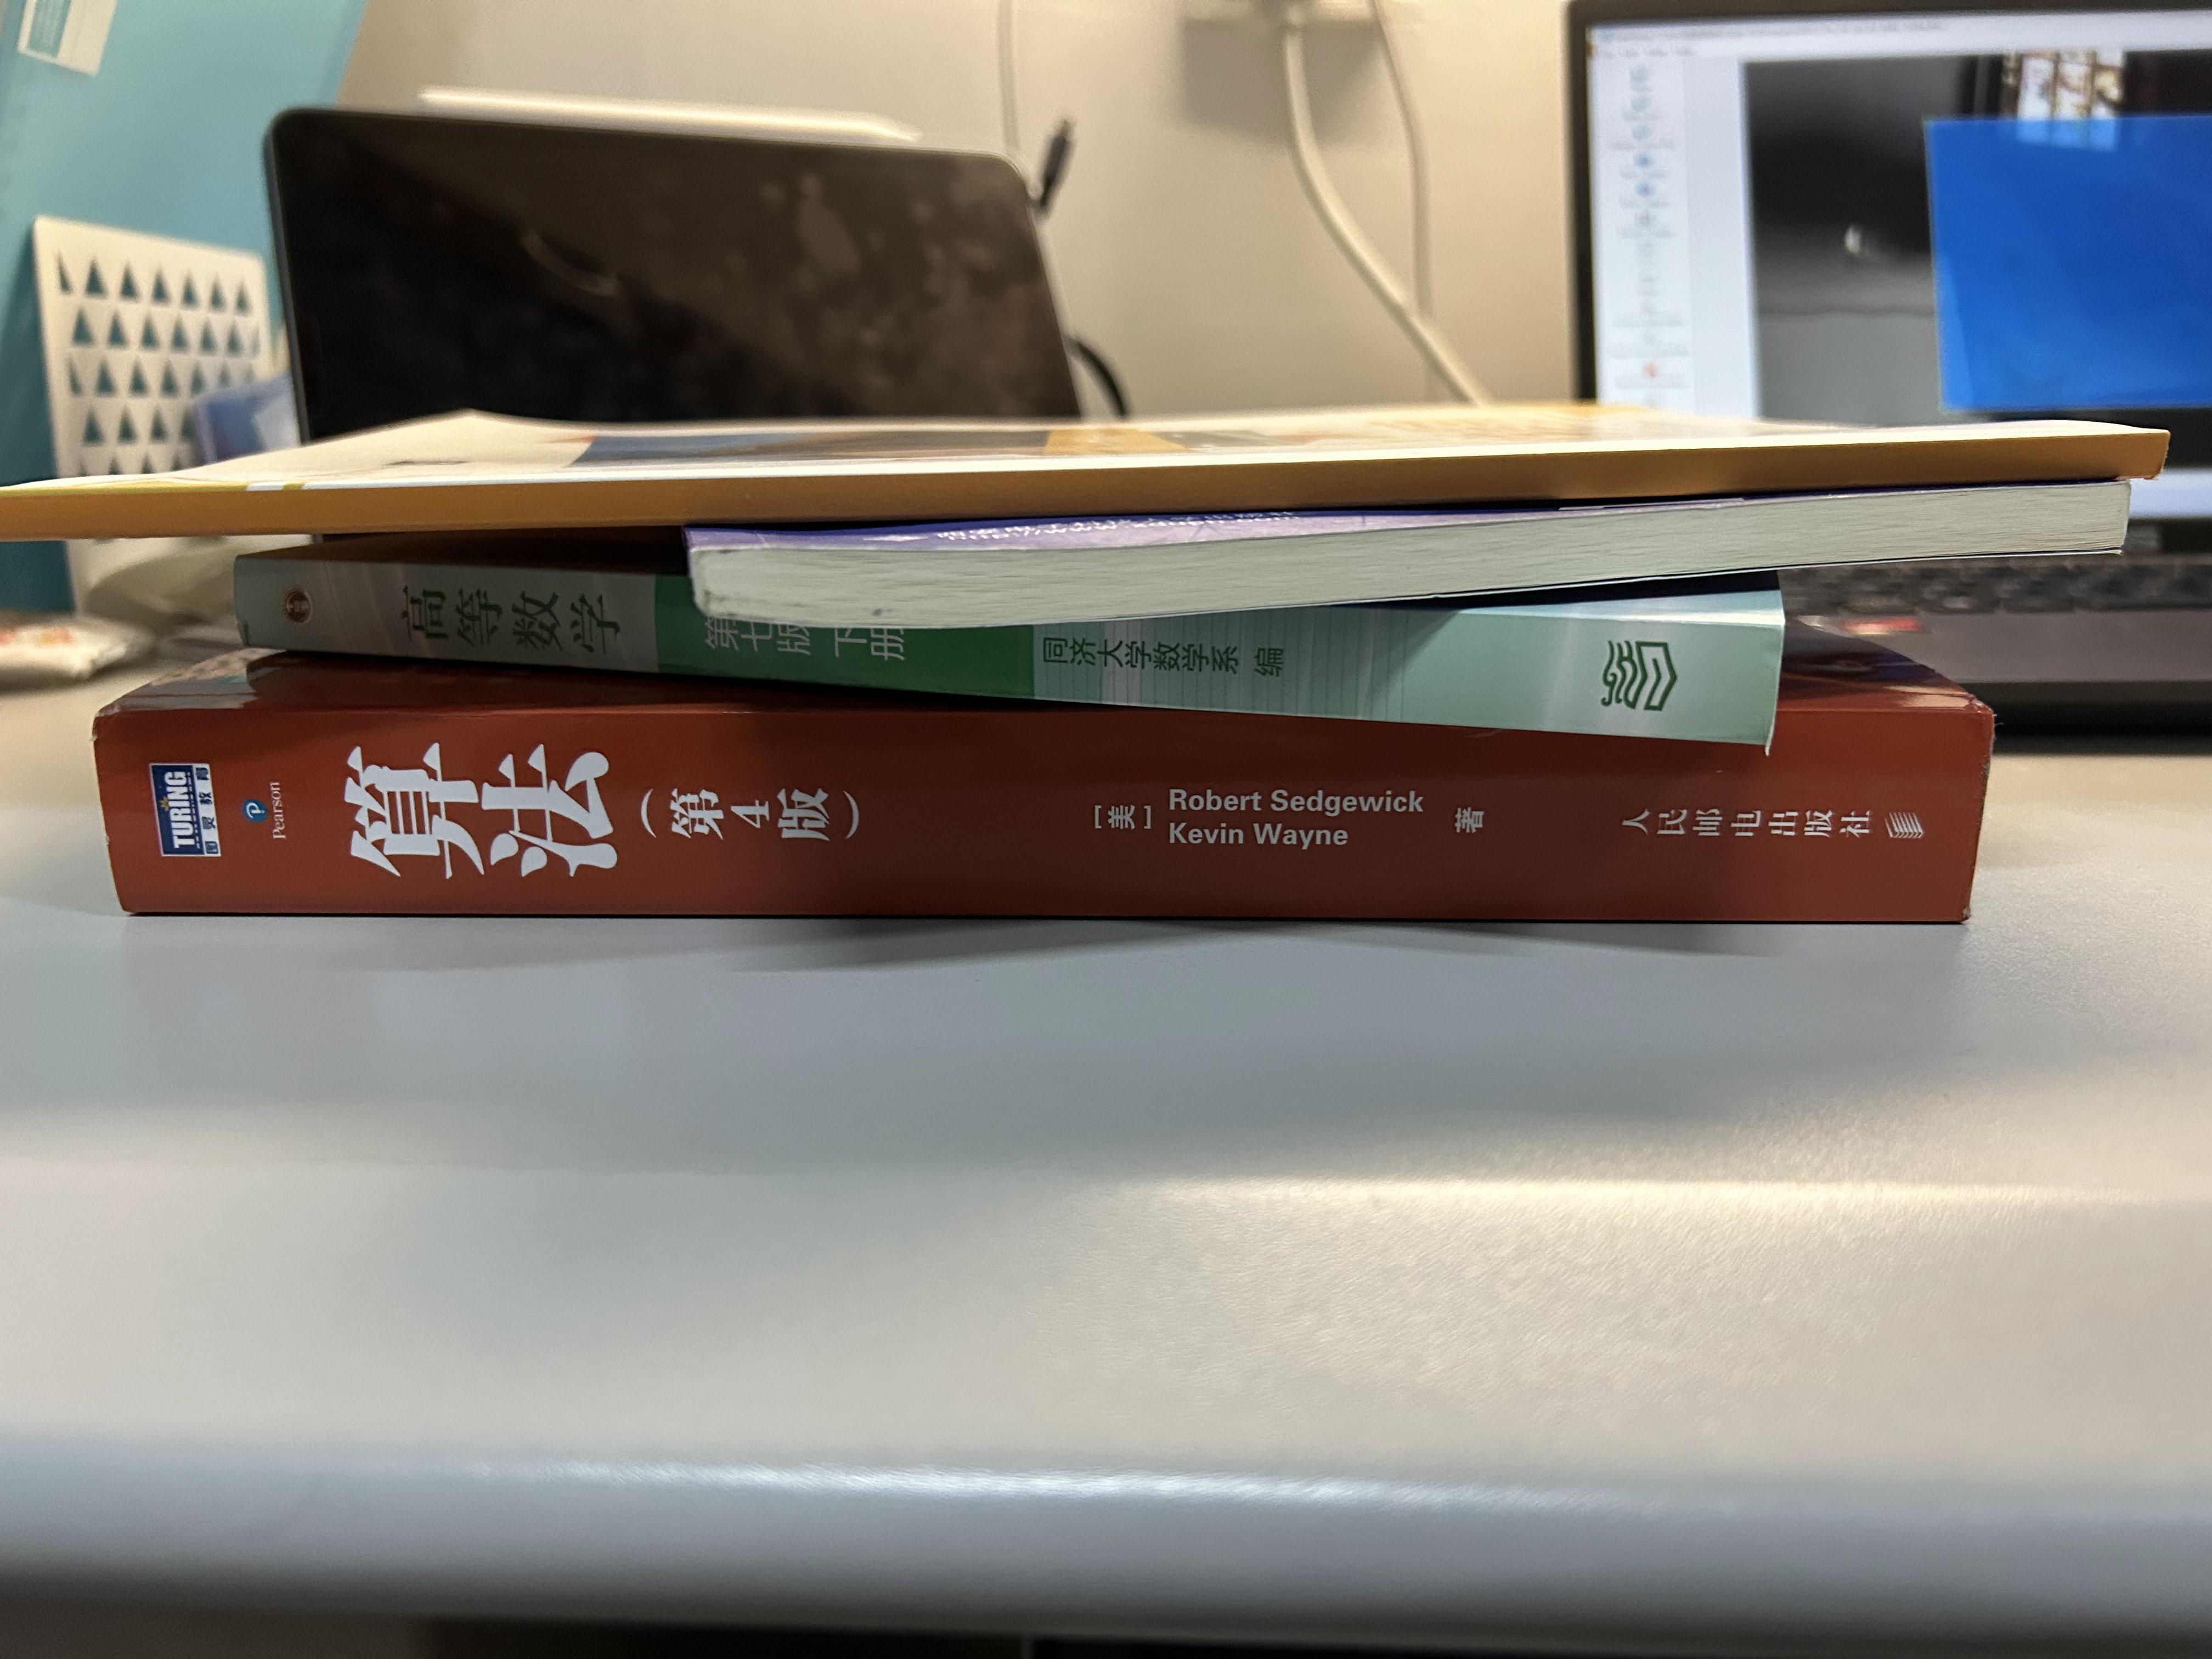 高等数学
第七版 下册
同济大学数学系 编
TURING
图灵教育
Pearson
算法
(第4版)
[美] Robert Sedgewick
Kevin Wayne 著
人民邮电出版社